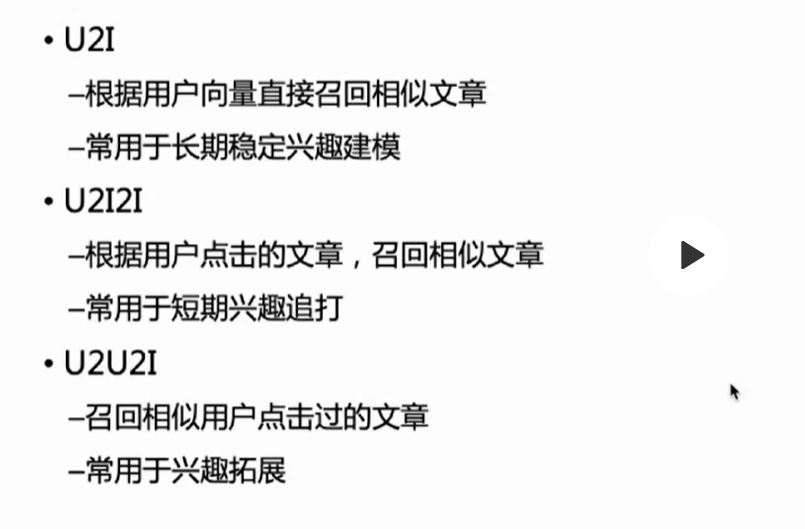 • U2I
–根据用户向量直接召回相似文章
–常用于长期稳定兴趣建模
• U2I2I
–根据用户点击的文章，召回相似文章
–常用于短期兴趣追打
• U2U2I
–召回相似用户点击过的文章
–常用于兴趣拓展